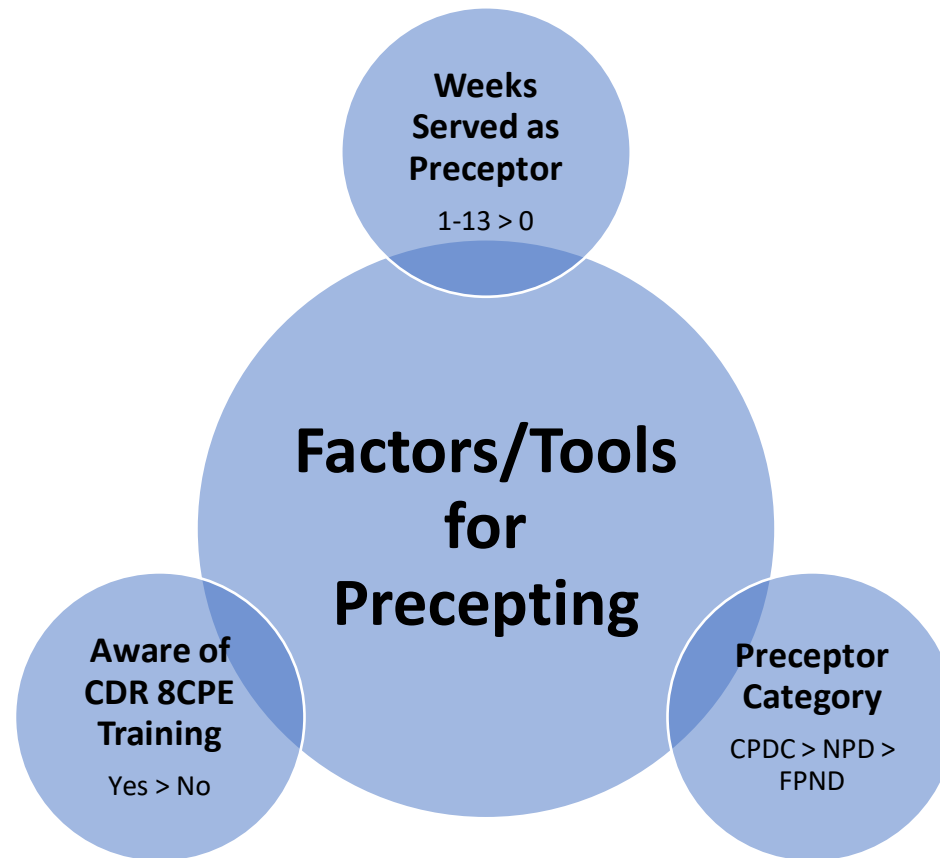 Weeks
Served as
Preceptor
1-13 > 0
Factors/Tools
for
Precepting
Aware of
CDR 8CPE
Training
Yes > No
Preceptor
Category
CPDC > NPD >
FPND